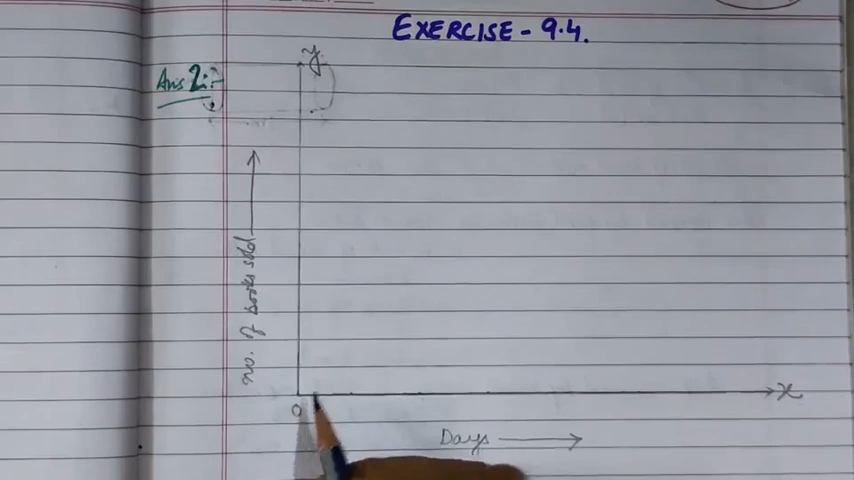 EXERCISE - 9.4.
Ans 2:-
y
no. of books sold
0
x
Days